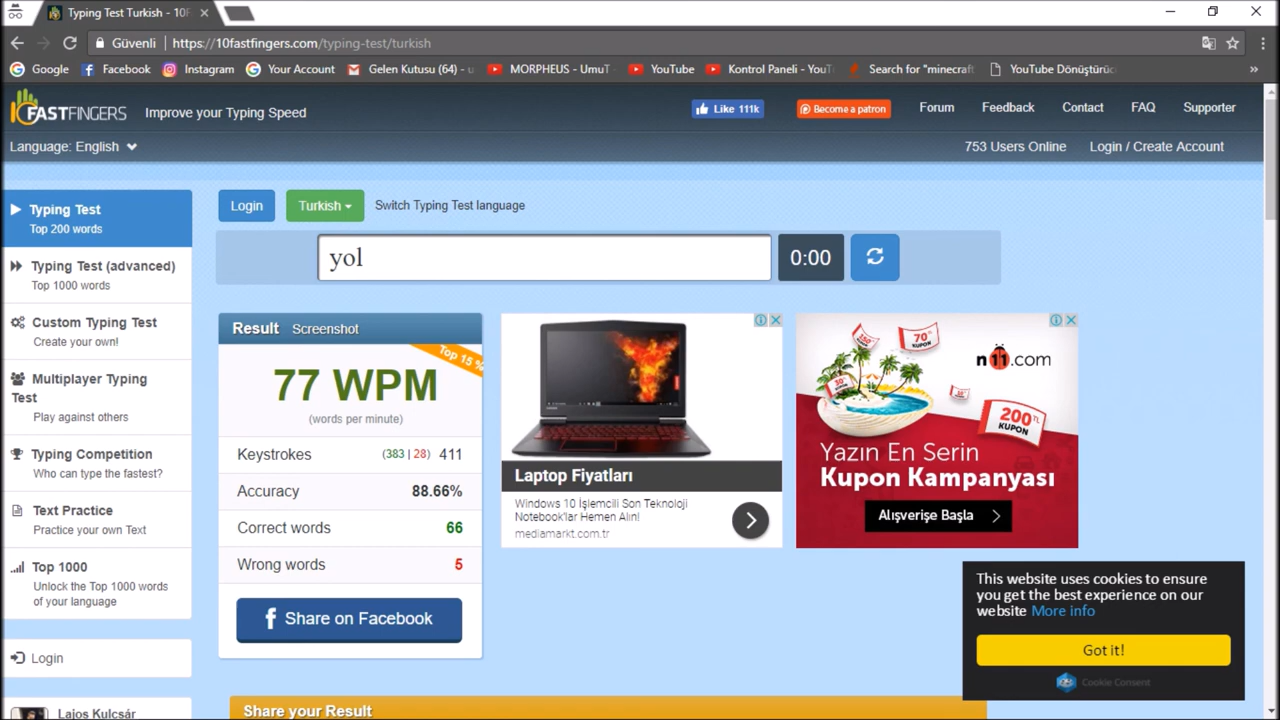 Typing Test Turkish - 10F
Güvenli
https://10fastfingers.com/typing-test/turkish
Google
Facebook
Instagram
Your Account
Gelen Kutusu (64) - u
MORPHEUS - UmuT
YouTube
Kontrol Paneli - YouT
Search for "minecraft
YouTube Dönüştürüc
»
FASTFINGERS
Improve your Typing Speed
Like 111k
Become a patron
Forum
Feedback
Contact
FAQ
Supporter
Language: English
753 Users Online
Login / Create Account
Typing Test
Top 200 words
Typing Test (advanced)
Top 1000 words
Custom Typing Test
Create your own!
Multiplayer Typing
Test
Play against others
Typing Competition
Who can type the fastest?
Text Practice
Practice your own Text
Top 1000
Unlock the Top 1000 words
of your language
Login
Lajos Kulcsár
Login
Turkish
Switch Typing Test language
yol
0:00
Result
Screenshot
Top 15 %
77 WPM
(words per minute)
Keystrokes
(383 | 28) 411
Accuracy
88.66%
Correct words
66
Wrong words
5
Share on Facebook
Laptop Fiyatları
Windows 10 İşlemcili Son Teknoloji
Notebook'lar Hemen Alın!
mediamarkt.com.tr
n11.com
150₺
KUPON
70TL
KUPON
30TL
KUPON
200TL
KUPON
Yazın En Serin
Kupon Kampanyası
Alışverişe Başla
This website uses cookies to ensure
you get the best experience on our
website More info
Got it!
Cookie Consent
Share your Result